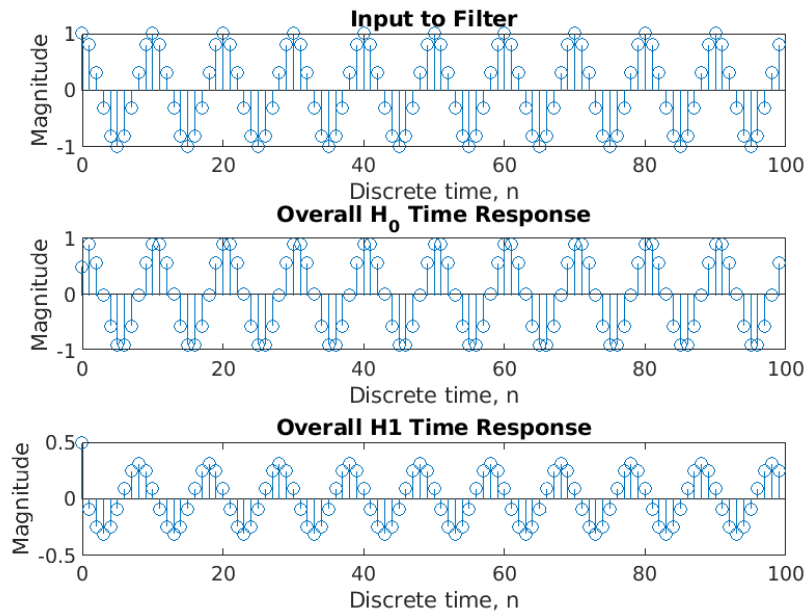 Input to Filter
Magnitude
1
0
-1
0 20 40 60 80 100
Discrete time, n
Overall H0 Time Response
Magnitude
1
0
-1
0 20 40 60 80 100
Discrete time, n
Overall H1 Time Response
Magnitude
0.5
0
-0.5
0 20 40 60 80 100
Discrete time, n